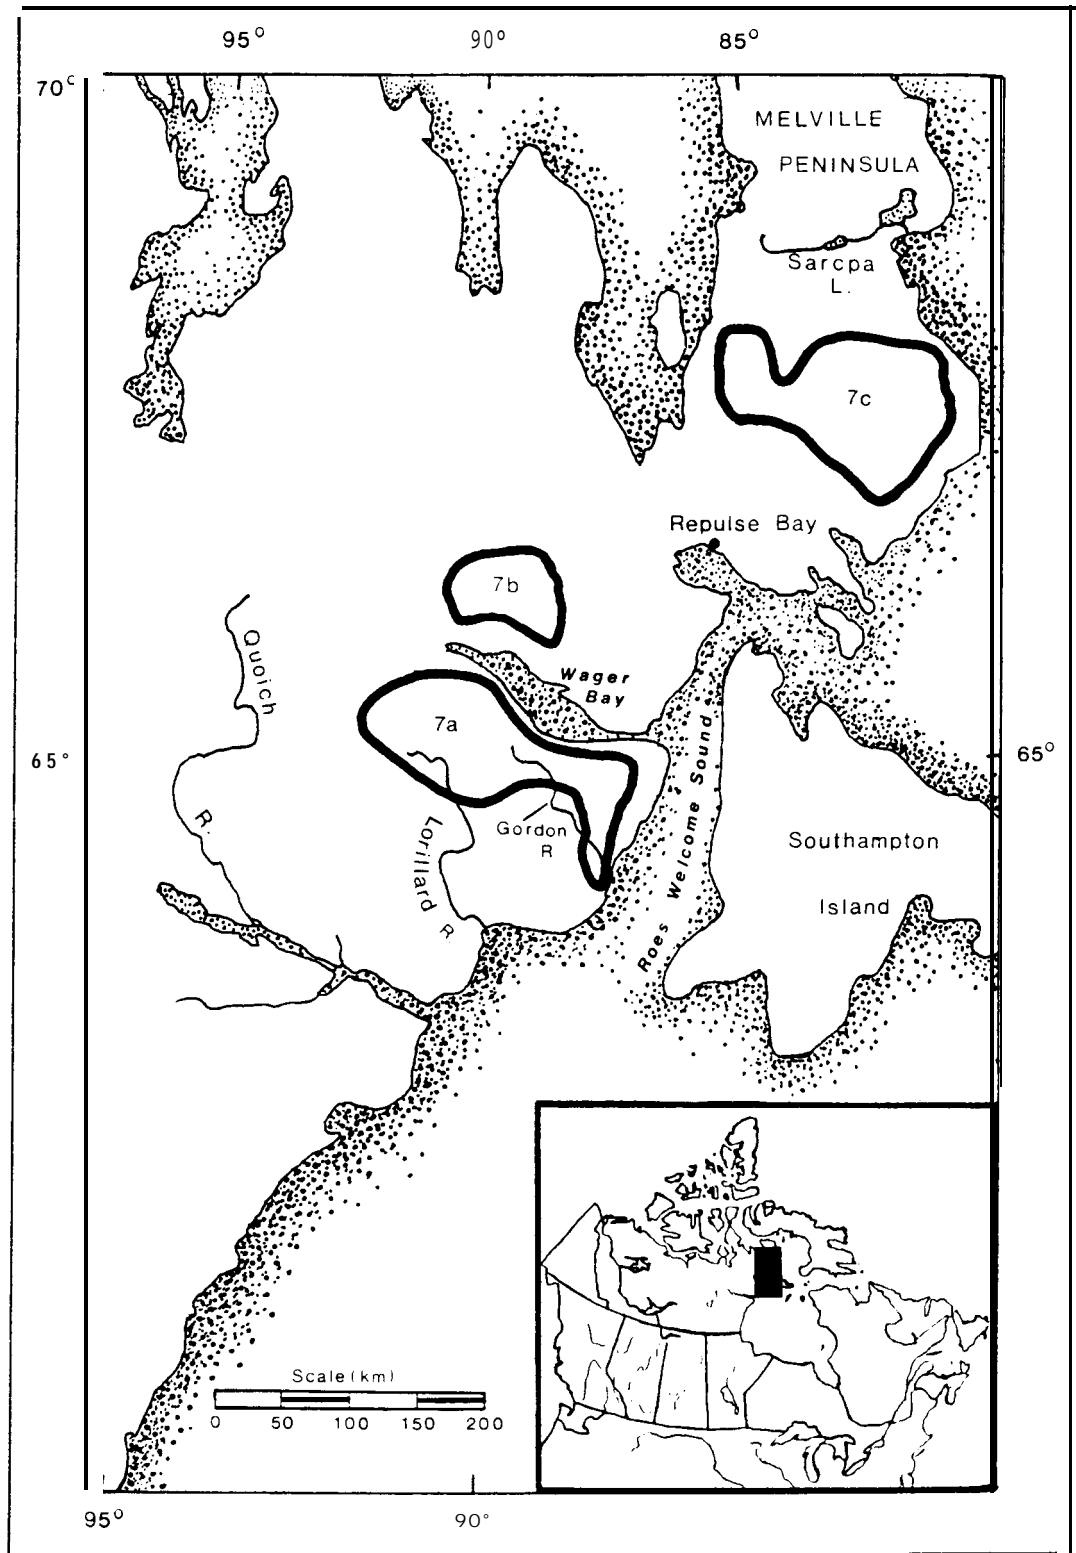 95° 90° 85°
70°
MELVILLE
PENINSULA
Sarcpa
L.
7c
Repulse Bay
7b
Quoich
R.
Wager
Bay
7a
65° 65°
Gordon
R
Lorillard R.
Roes Welcome Sound
Southampton
Island
Scale (km)
0 50 100 150 200
95° 90°